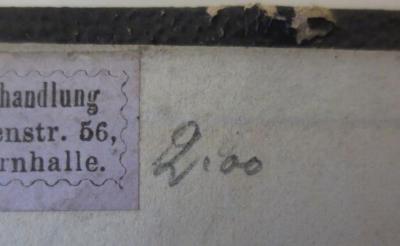 handlung
enstr. 56,
rnhalle.
2.00